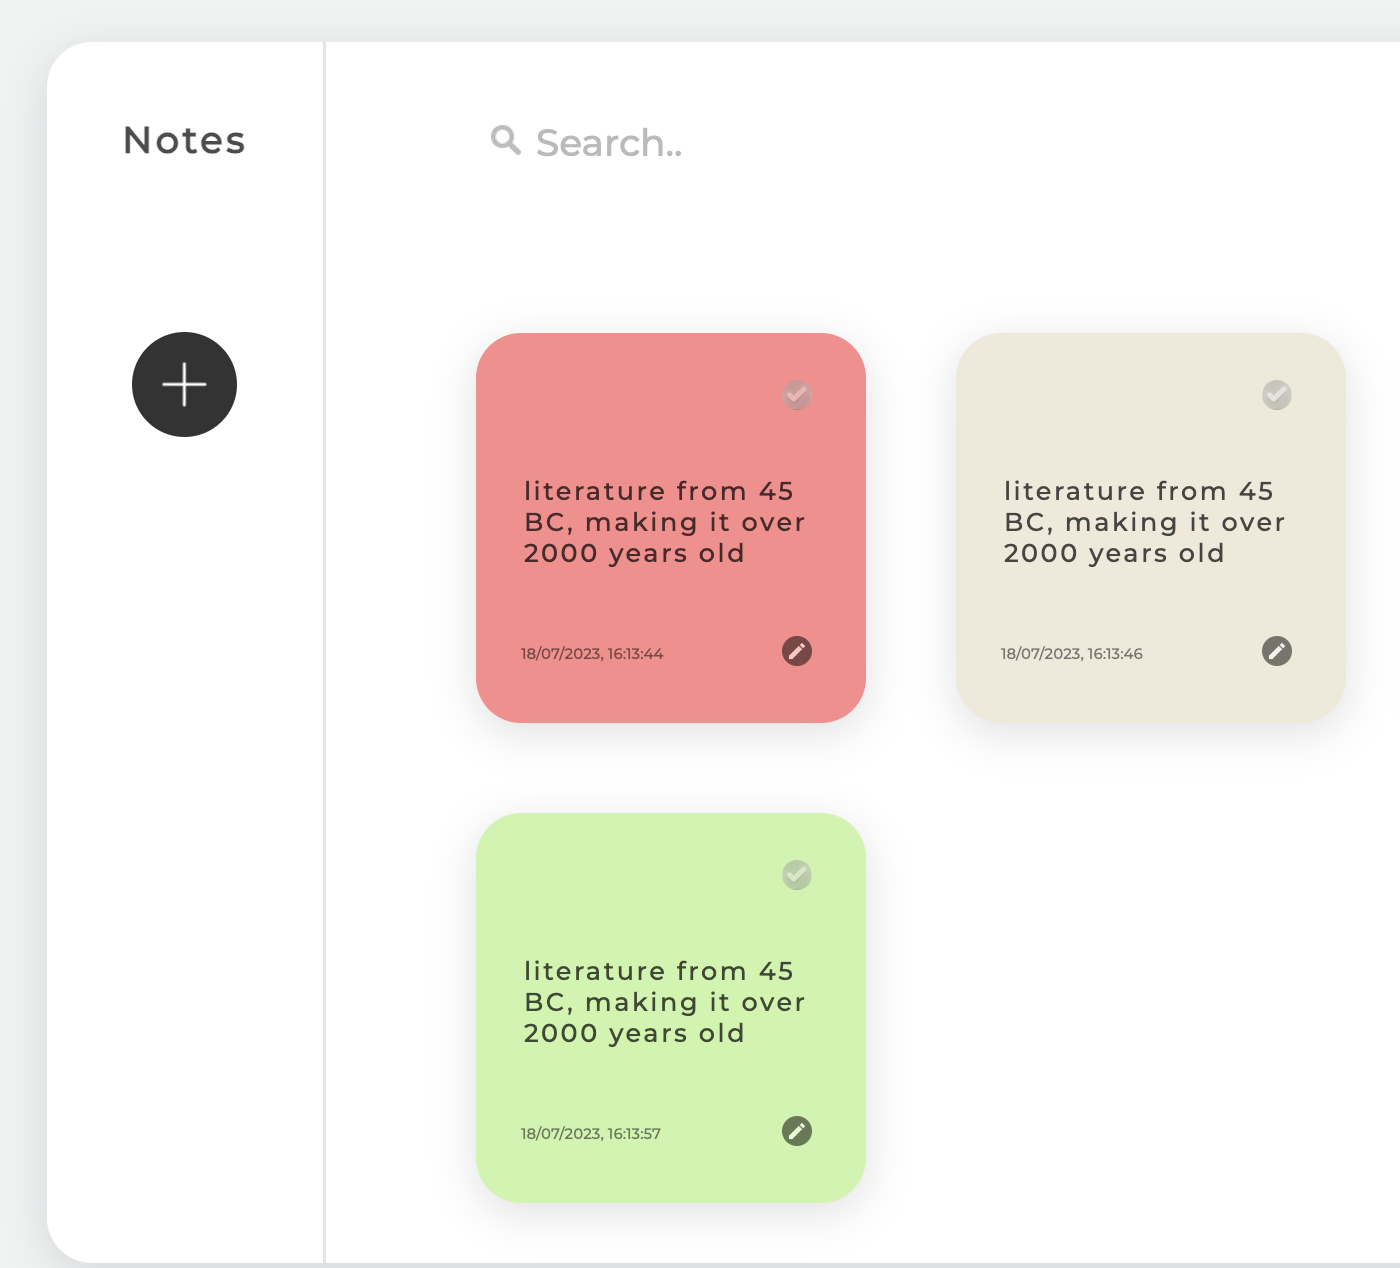 Notes
Search..
literature from 45
BC, making it over
2000 years old
18/07/2023, 16:13:44
literature from 45
BC, making it over
2000 years old
18/07/2023, 16:13:46
literature from 45
BC, making it over
2000 years old
18/07/2023, 16:13:57